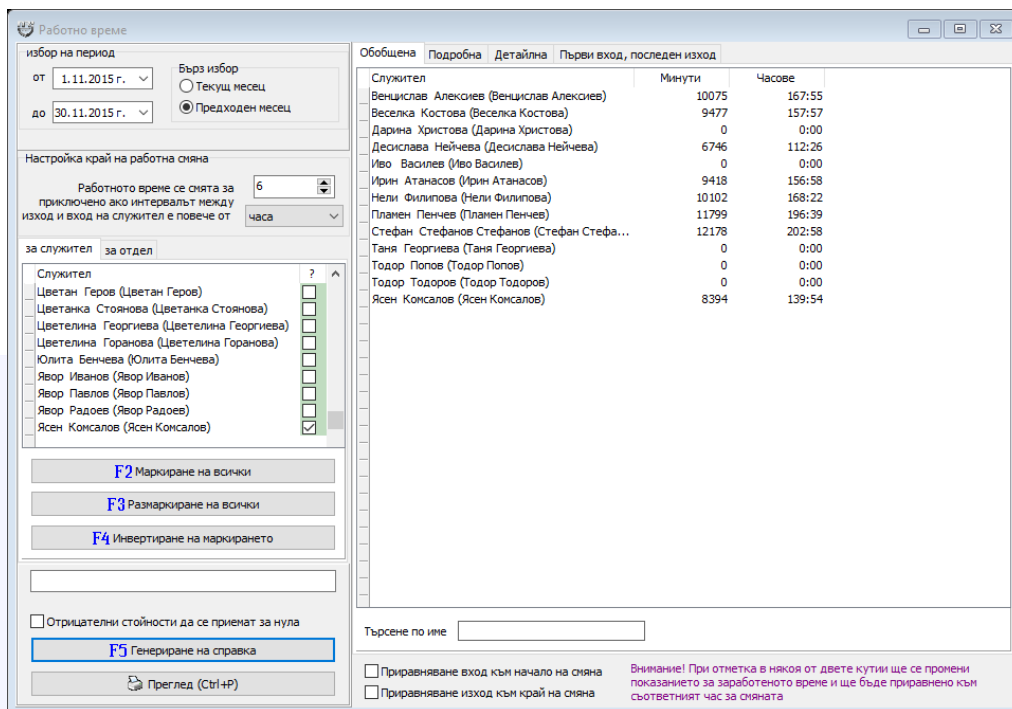 Работно време
избор на период
от 1.11.2015 г.
до 30.11.2015 г.
Бърз избор
Текущ месец
Предходен месец
Настройка край на работна смяна
Работното време се смята за
приключено ако интервалът между
изход и вход на служител е повече от
6
часа
за служител за отдел
Служител ?
Цветан Геров (Цветан Геров)
Цветанка Стоянова (Цветанка Стоянова)
Цветелина Георгиева (Цветелина Георгиева)
Цветелина Горанова (Цветелина Горанова)
Юлита Бенчева (Юлита Бенчева)
Явор Иванов (Явор Иванов)
Явор Павлов (Явор Павлов)
Явор Радоев (Явор Радоев)
Ясен Комсалов (Ясен Комсалов)
F2 Маркиране на всички
F3 Размаркиране на всички
F4 Инвертиране на маркирането
Отрицателни стойности да се приемат за нула
F5 Генериране на справка
Преглед (Ctrl+P)
Обобщена Подробна Детайлна Първи вход, последен изход
Служител Минути Часове
Венцислав Алексиев (Венцислав Алексиев) 10075 167:55
Веселка Костова (Веселка Костова) 9477 157:57
Дарина Христова (Дарина Христова) 0 0:00
Десислава Нейчева (Десислава Нейчева) 6746 112:26
Иво Василев (Иво Василев) 0 0:00
Ирин Атанасов (Ирин Атанасов) 9418 156:58
Нели Филипова (Нели Филипова) 10102 168:22
Пламен Пенчев (Пламен Пенчев) 11799 196:39
Стефан Стефанов Стефанов (Стефан Стефа... 12178 202:58
Таня Георгиева (Таня Георгиева) 0 0:00
Тодор Попов (Тодор Попов) 0 0:00
Тодор Тодоров (Тодор Тодоров) 0 0:00
Ясен Комсалов (Ясен Комсалов) 8394 139:54
Търсене по име
Приравняване вход към начало на смяна
Приравняване изход към край на смяна
Внимание! При отметка в някоя от двете кутии ще се промени
показанието за заработеното време и ще бъде приравнено към
съответният час за смяната